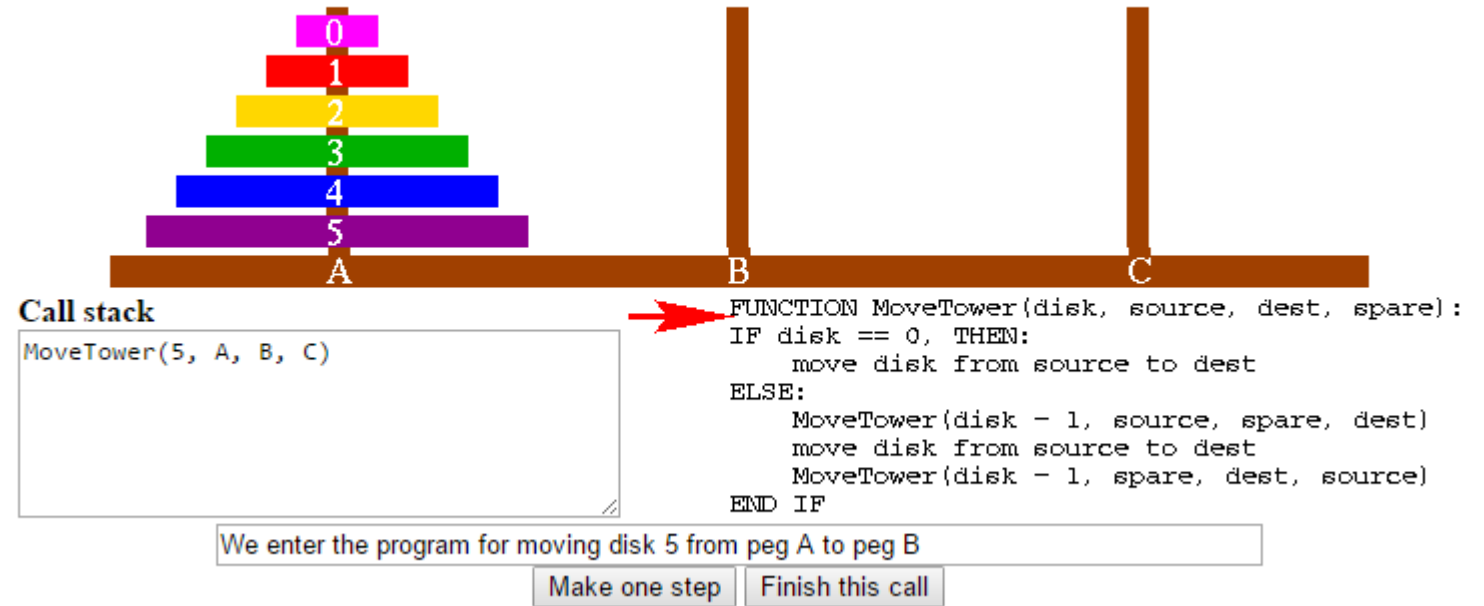 0
1
2
3
4
5
A B C
Call stack
MoveTower(5, A, B, C)
FUNCTION MoveTower(disk, source, dest, spare):
IF disk == 0, THEN:
    move disk from source to dest
ELSE:
    MoveTower(disk - 1, source, spare, dest)
    move disk from source to dest
    MoveTower(disk - 1, spare, dest, source)
END IF
We enter the program for moving disk 5 from peg A to peg B
Make one step Finish this call